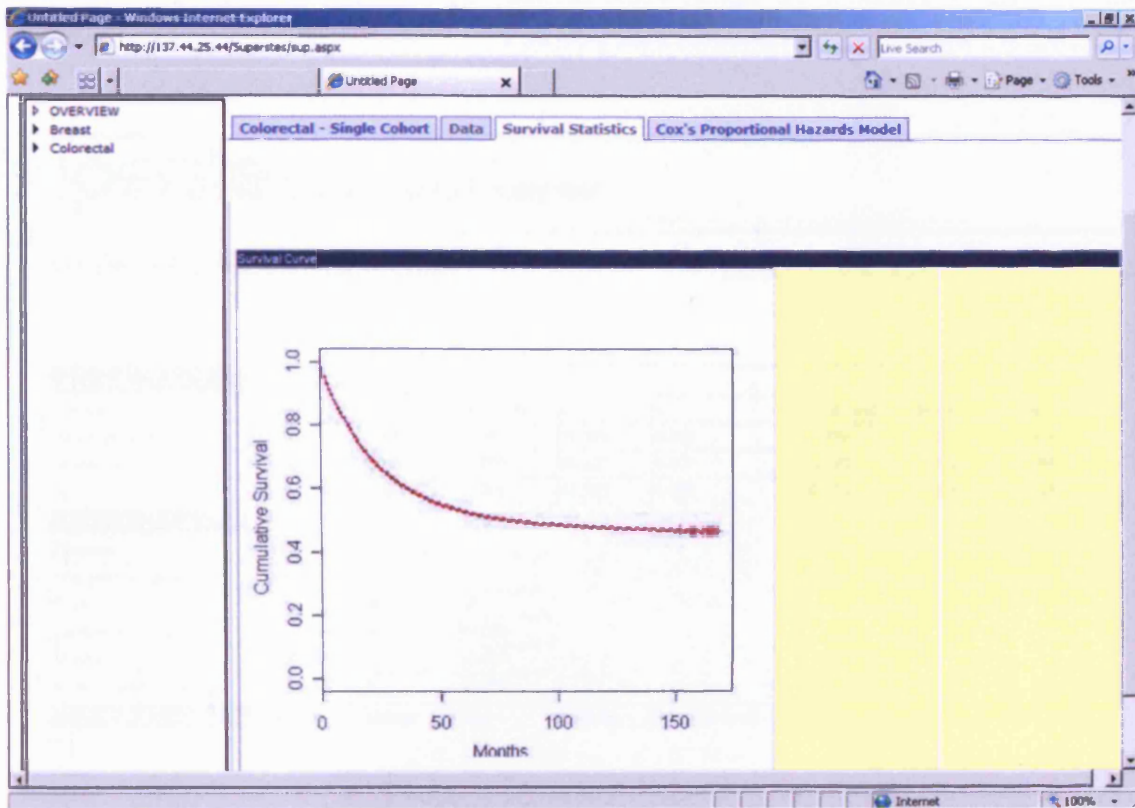 Untitled Page - Windows Internet Explorer
http://137.44.25.44/Superstes/sup.aspx
Live Search
Untitled Page
Page
Tools
OVERVIEW
Breast
Colorectal
Colorectal - Single Cohort
Data
Survival Statistics
Cox's Proportional Hazards Model
Survival Curve
Cumulative Survival
1.0
0.8
0.6
0.4
0.2
0.0
0
50
100
150
Months
Internet
100%